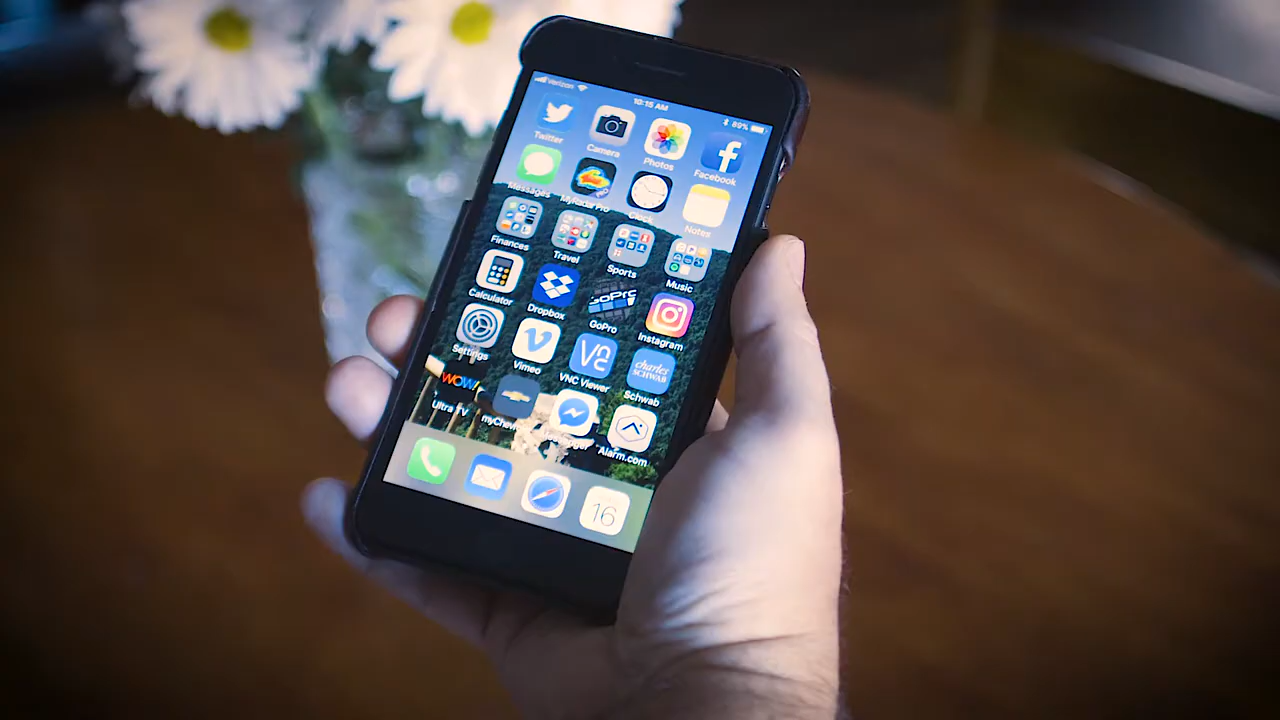 Verizon 10:15 AM 89%
Twitter Camera Photos Facebook
Messages MyRadar Pro Clock Notes
Finances Travel Sports Music
GoPro
Calculator Dropbox GoPro Instagram
VNC
charles SCHWAB
Settings Vimeo VNC Viewer Schwab
WOW!
Ultra TV Alarm.com
16